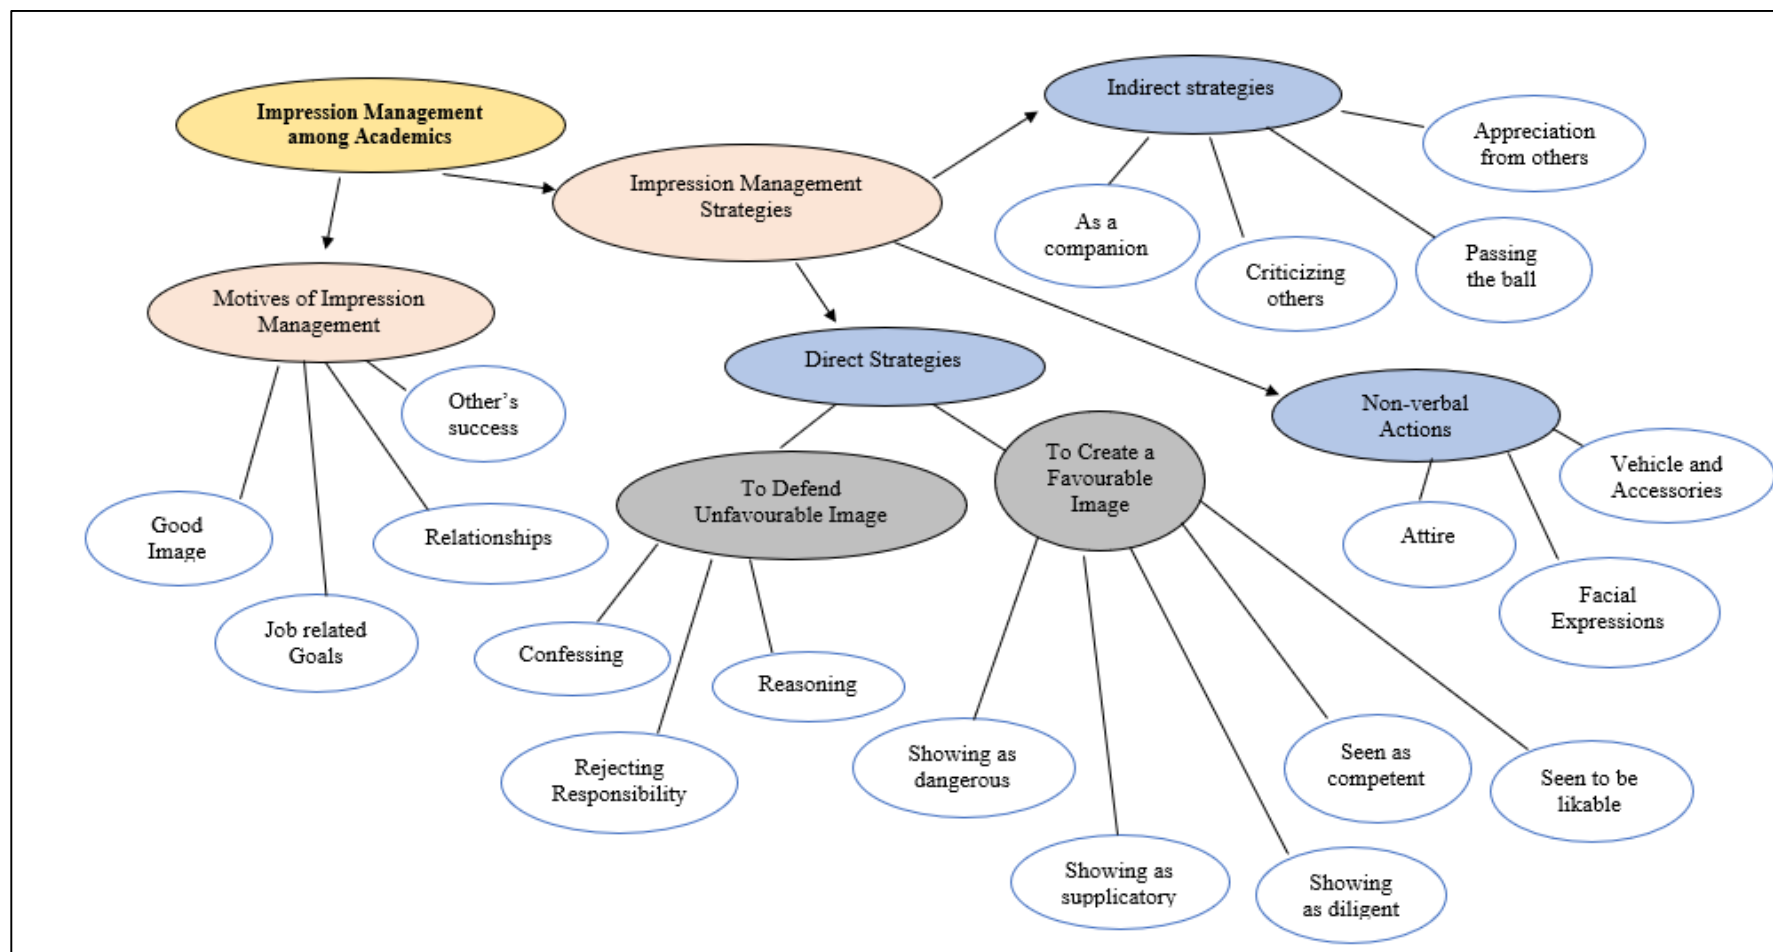 Impression Management
among Academics
Impression Management
Strategies
Indirect strategies
Appreciation
from others
As a
companion
Criticizing
others
Passing
the ball
Motives of Impression
Management
Other’s
success
Good
Image
Relationships
Job related
Goals
Direct Strategies
To Defend
Unfavourable Image
To Create a
Favourable
Image
Non-verbal
Actions
Vehicle and
Accessories
Attire
Facial
Expressions
Confessing
Reasoning
Rejecting
Responsibility
Showing as
dangerous
Seen as
competent
Seen to be
likable
Showing as
supplicatory
Showing
as diligent